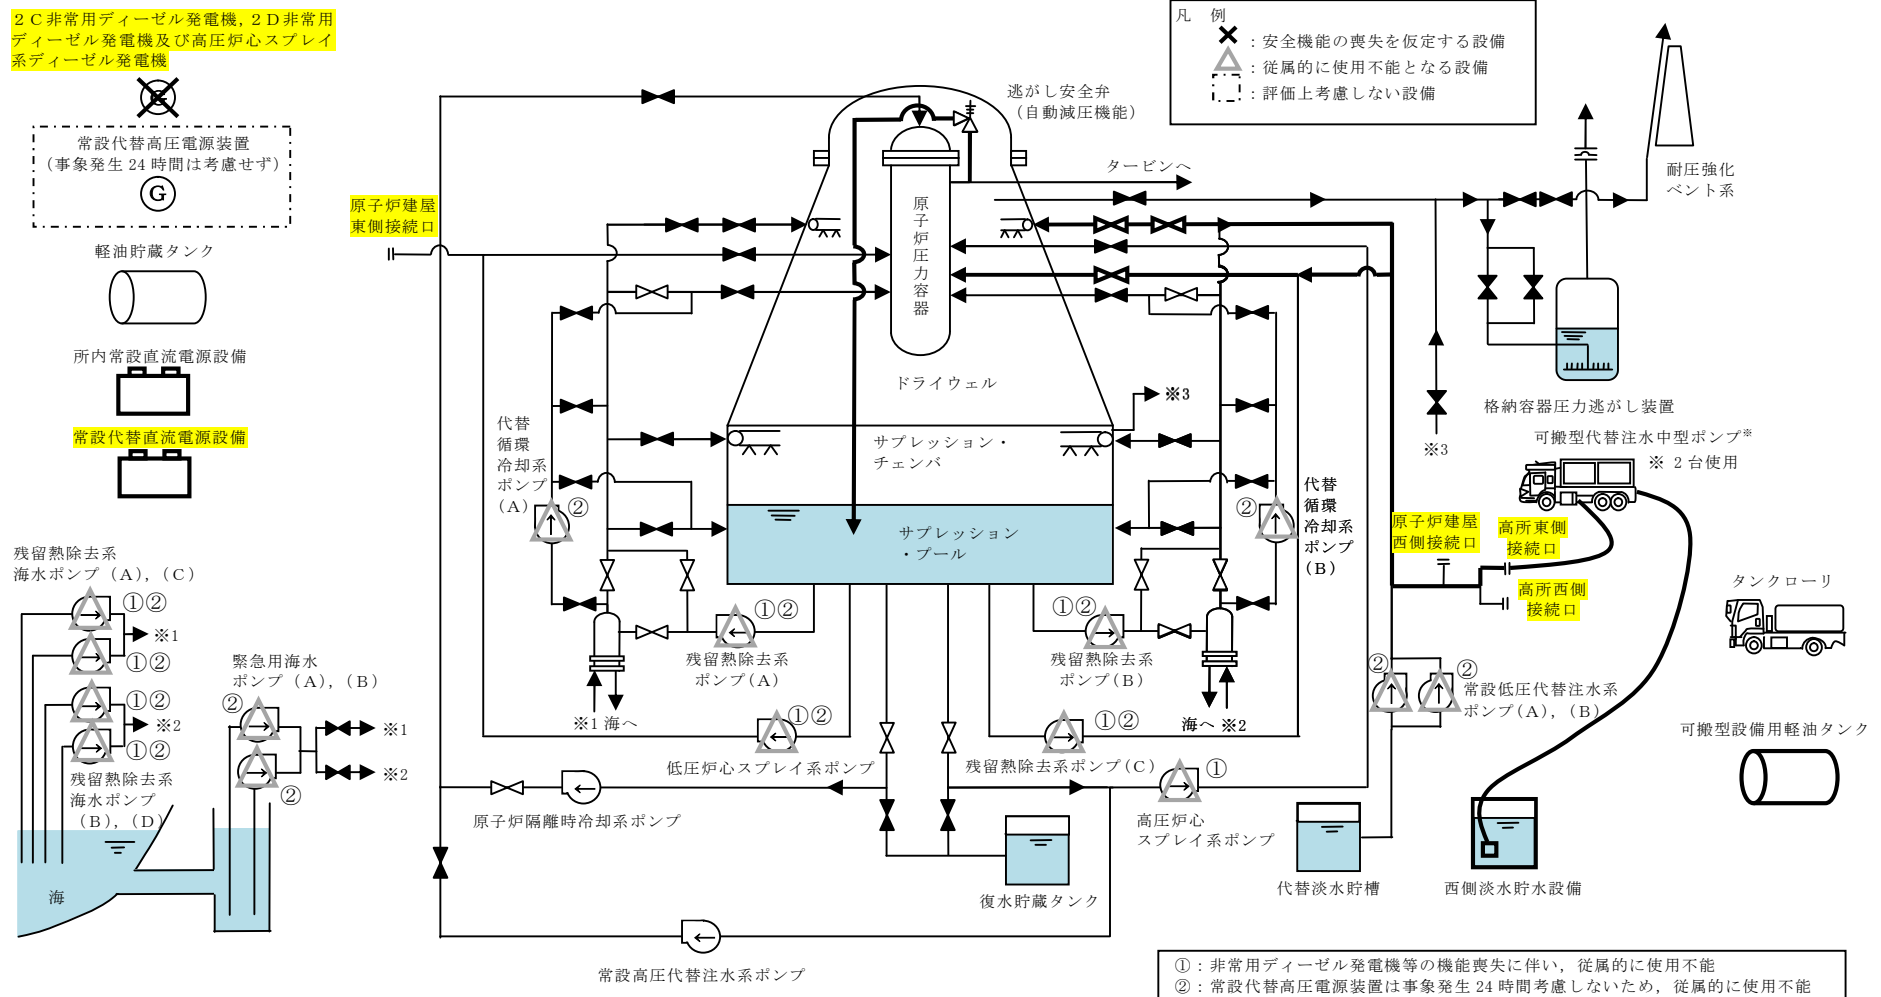 ２Ｃ非常用ディーゼル発電機，２Ｄ非常用
ディーゼル発電機及び高圧炉心スプレイ
系ディーゼル発電機
G
常設代替高圧電源装置
（事象発生 24 時間は考慮せず）
G
軽油貯蔵タンク
所内常設直流電源設備
常設代替直流電源設備
残留熱除去系
海水ポンプ（A），（C）
①②
※1
①②
①②
※2
①②
残留熱除去系
海水ポンプ
（B），（D）
海
緊急用海水
ポンプ（A），（B）
②
※1
※2
②
原子炉建屋
東側接続口
代替
循環
冷却系
ポンプ
（A）
②
逃がし安全弁
（自動減圧機能）
タービンへ
原子炉圧力容器
ドライウェル
サプレッション・
チェンバ
サプレッション
・プール
※3
凡　例
：安全機能の喪失を仮定する設備
：従属的に使用不能となる設備
：評価上考慮しない設備
耐圧強化
ベント系
格納容器圧力逃がし装置
※3
可搬型代替注水中型ポンプ※
※ ２台使用
代替
循環
冷却系
ポンプ
（B）
②
原子炉建屋
西側接続口
高所東側
接続口
高所西側
接続口
タンクローリ
①②
残留熱除去系
ポンプ(A)
①②
残留熱除去系
ポンプ(B)
※1 海へ
海へ ※2
①②
低圧炉心スプレイ系ポンプ
①②
残留熱除去系ポンプ(C)
②
②
常設低圧代替注水系
ポンプ(A)，(B)
可搬型設備用軽油タンク
原子炉隔離時冷却系ポンプ
①
高圧炉心
スプレイ系ポンプ
復水貯蔵タンク
代替淡水貯槽
西側淡水貯水設備
常設高圧代替注水系ポンプ
①：非常用ディーゼル発電機等の機能喪失に伴い，従属的に使用不能
②：常設代替高圧電源装置は事象発生 24 時間考慮しないため，従属的に使用不能